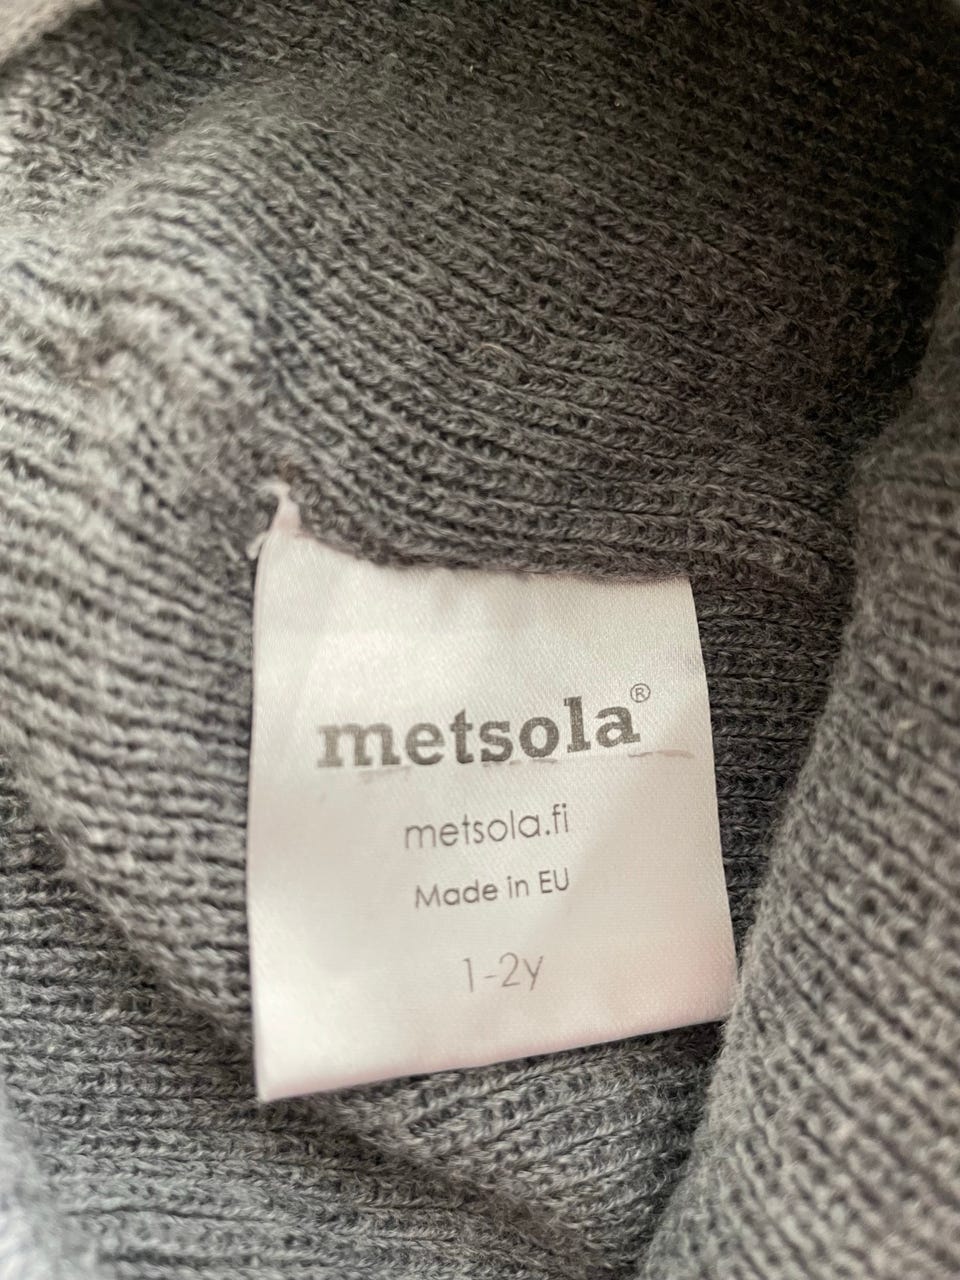 metsola®
metsola.fi
Made in EU
1-2y